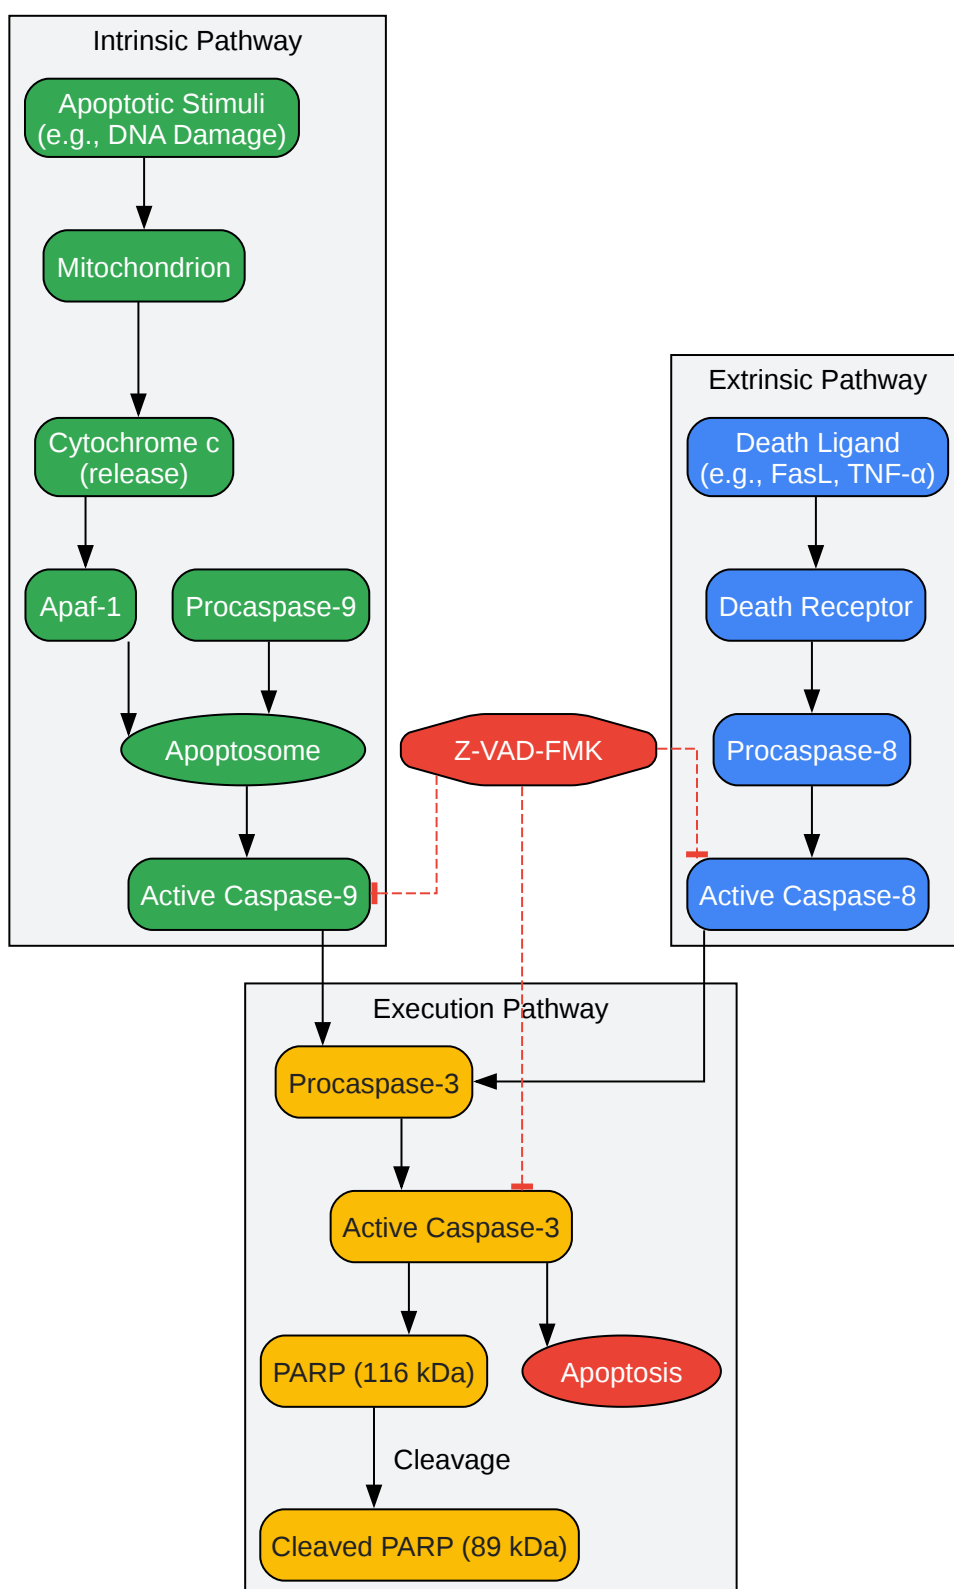 Intrinsic Pathway
Apoptotic Stimuli
(e.g., DNA Damage)
Mitochondrion
Cytochrome c
(release)
Apaf-1
Procaspase-9
Apoptosome
Active Caspase-9
Z-VAD-FMK
Extrinsic Pathway
Death Ligand
(e.g., FasL, TNF-α)
Death Receptor
Procaspase-8
Active Caspase-8
Execution Pathway
Procaspase-3
Active Caspase-3
PARP (116 kDa)
Apoptosis
Cleavage
Cleaved PARP (89 kDa)